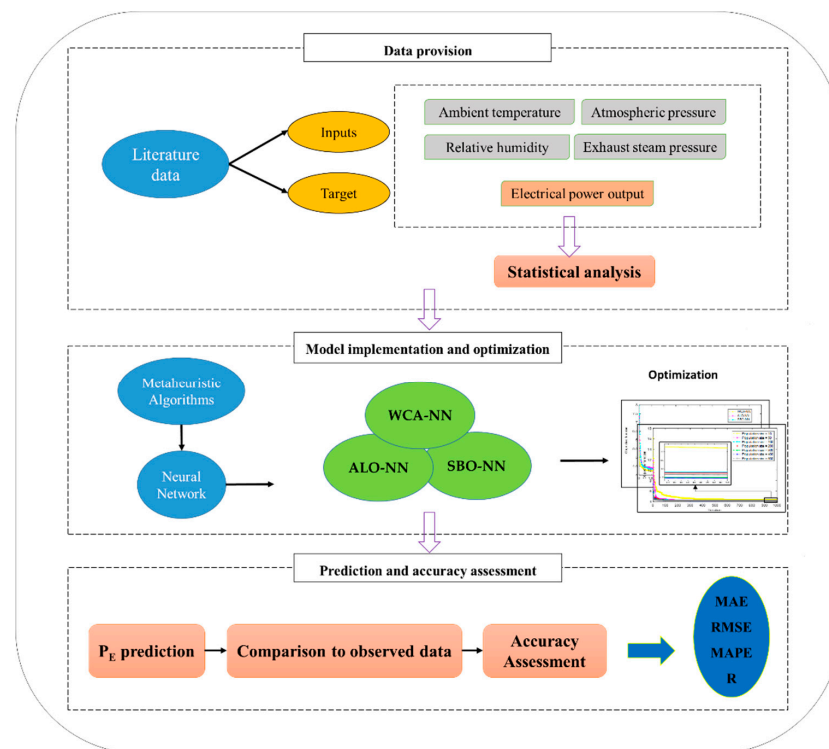 Data provision
Literature
data
Inputs
Target
Ambient temperature
Atmospheric pressure
Relative humidity
Exhaust steam pressure
Electrical power output
Statistical analysis
Model implementation and optimization
Metaheuristic
Algorithms
Neural
Network
WCA-NN
ALO-NN
SBO-NN
Optimization
Prediction and accuracy assessment
PE prediction
Comparison to observed data
Accuracy
Assessment
MAE
RMSE
MAPE
R